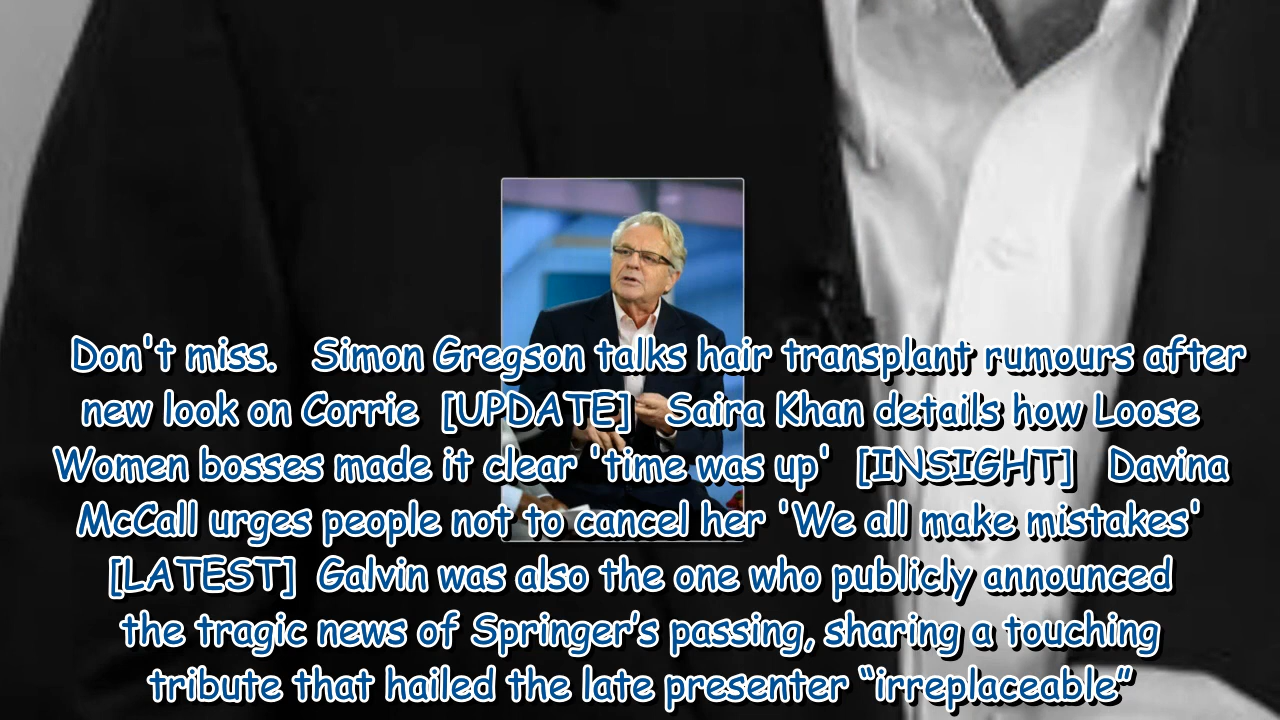 Don't miss. Simon Gregson talks hair transplant rumours after
new look on Corrie [UPDATE] Saira Khan details how Loose
Women bosses made it clear 'time was up' [INSIGHT] Davina
McCall urges people not to cancel her 'We all make mistakes'
[LATEST] Galvin was also the one who publicly announced
the tragic news of Springer’s passing, sharing a touching
tribute that hailed the late presenter “irreplaceable”